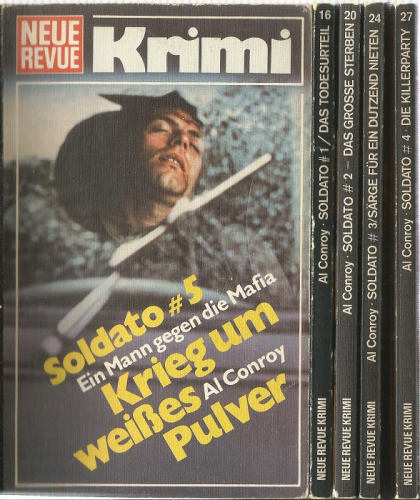 NEUE
REVUE
Krimi
Soldato #5
Ein Mann gegen die Mafia
Krieg um
weißes Al Conroy
Pulver
16
Al Conroy · SOLDATO #1/DAS TODESURTEIL
NEUE REVUE KRIMI
20
Al Conroy · SOLDATO #2 – DAS GROSSE STERBEN
NEUE REVUE KRIMI
24
Al Conroy · SOLDATO #3/SÄRGE FÜR EIN DUTZEND NIETEN
NEUE REVUE KRIMI
27
Al Conroy · SOLDATO #4 - DIE KILLERPARTY
NEUE REVUE KRIMI